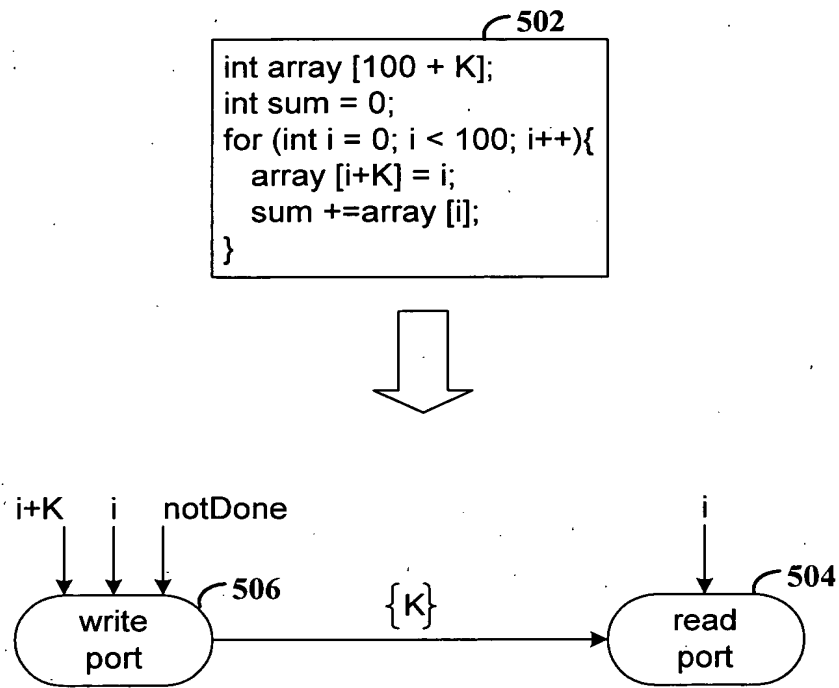 502
int array [100 + K];
int sum = 0;
for (int i = 0; i < 100; i++){
array [i+K] = i;
sum +=array [i];
}
i+K i notDone i
506 {K} 504
write port
read port